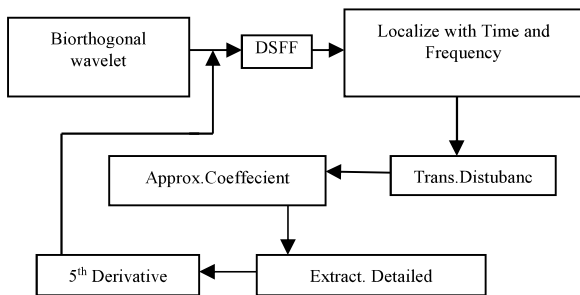 Biorthogonal
wavelet
DSFF
Localize with Time and
Frequency
Approx.Coeffecient
Trans.Distubanc
5th Derivative
Extract. Detailed